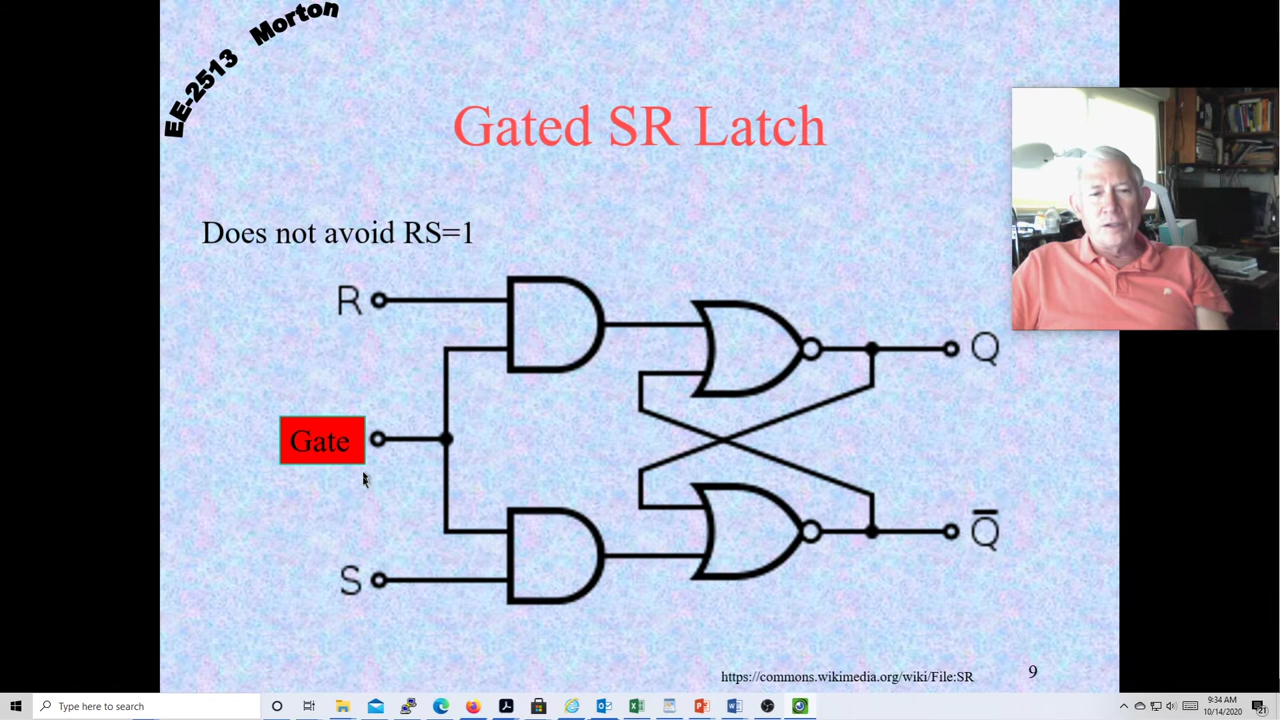 EE-2513 Morton
Gated SR Latch
Does not avoid RS=1
R
Q
Gate
Q
S
https://commons.wikimedia.org/wiki/File:SR
9
Type here to search
9:34 AM
10/14/2020
21